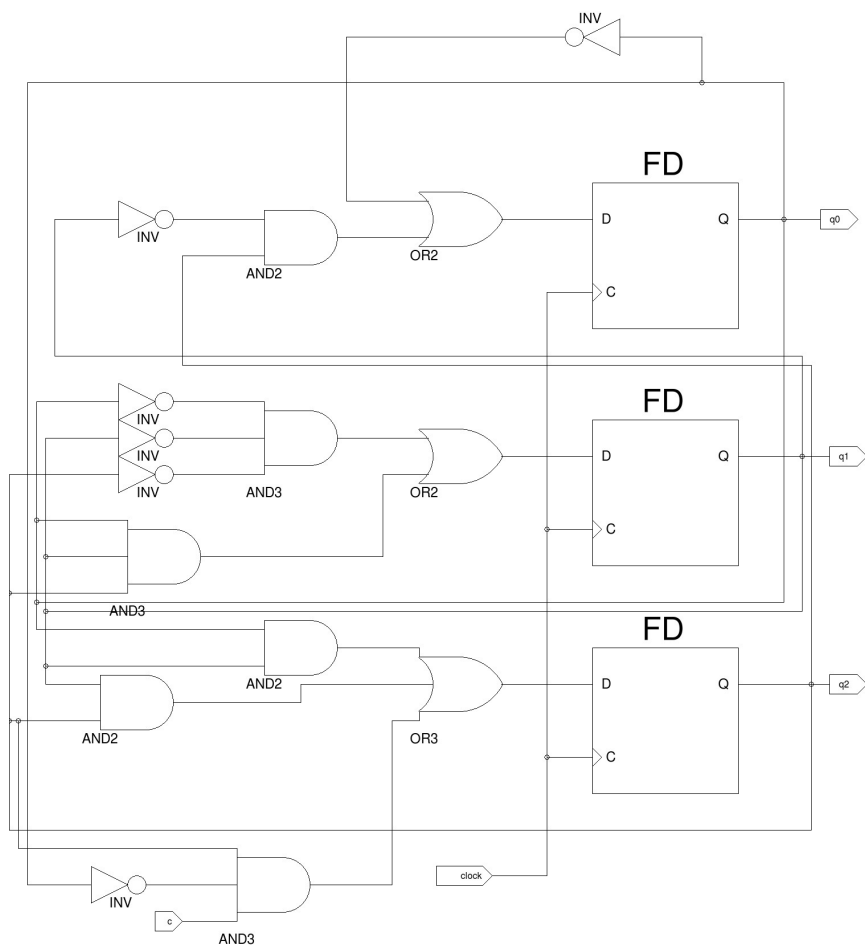 INV
FD
D
Q
q0
INV
AND2
OR2
C
FD
INV
D
Q
q1
INV
INV
AND3
OR2
C
AND3
FD
AND2
D
Q
q2
AND2
OR3
C
clock
INV
c
AND3